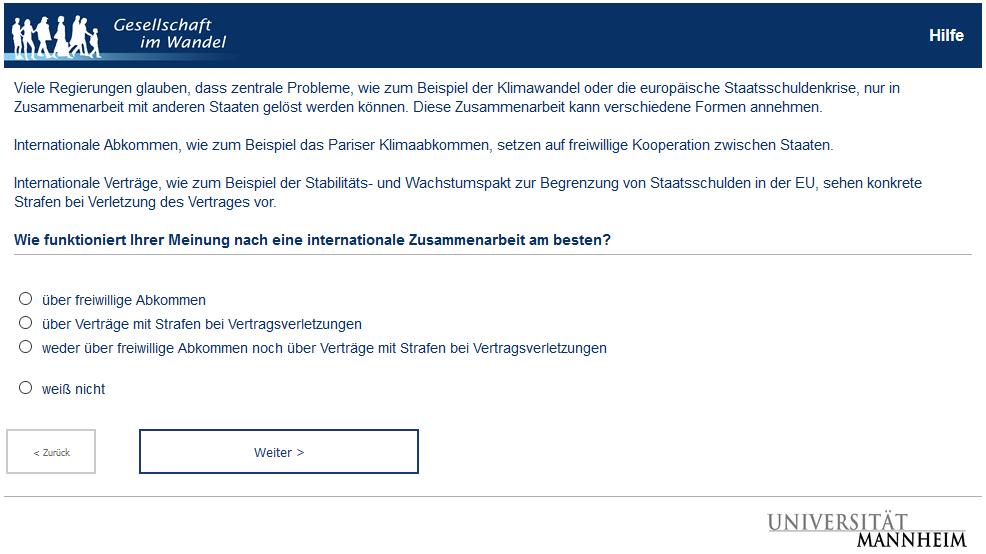 Gesellschaft
im Wandel
Hilfe
Viele Regierungen glauben, dass zentrale Probleme, wie zum Beispiel der Klimawandel oder die europäische Staatsschuldenkrise, nur in
Zusammenarbeit mit anderen Staaten gelöst werden können. Diese Zusammenarbeit kann verschiedene Formen annehmen.
Internationale Abkommen, wie zum Beispiel das Pariser Klimaabkommen, setzen auf freiwillige Kooperation zwischen Staaten.
Internationale Verträge, wie zum Beispiel der Stabilitäts- und Wachstumspakt zur Begrenzung von Staatsschulden in der EU, sehen konkrete
Strafen bei Verletzung des Vertrages vor.
Wie funktioniert Ihrer Meinung nach eine internationale Zusammenarbeit am besten?
über freiwillige Abkommen
über Verträge mit Strafen bei Vertragsverletzungen
weder über freiwillige Abkommen noch über Verträge mit Strafen bei Vertragsverletzungen
weiß nicht
< Zurück
Weiter >
UNIVERSITÄT
MANNHEIM